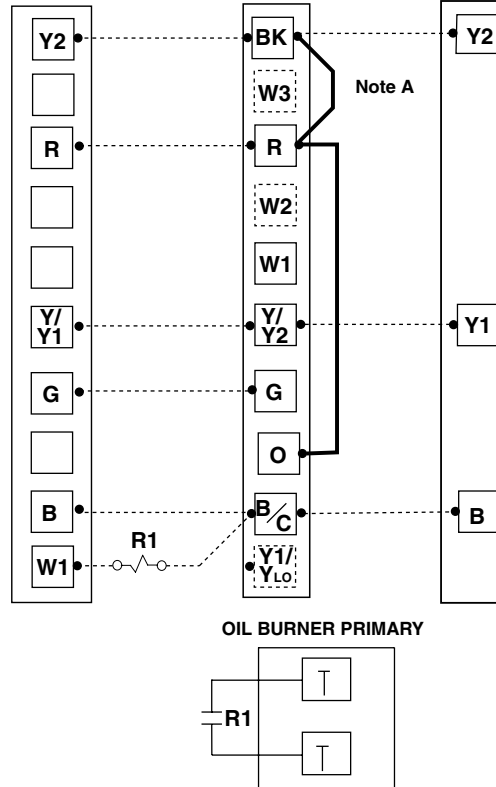 Y2
BK
Y2
W3
Note A
R
R
W2
W1
Y/
Y1
Y/
Y2
Y1
G
G
O
B
B/C
B
R1
W1
Y1/
YLO
OIL BURNER PRIMARY
T
R1
T